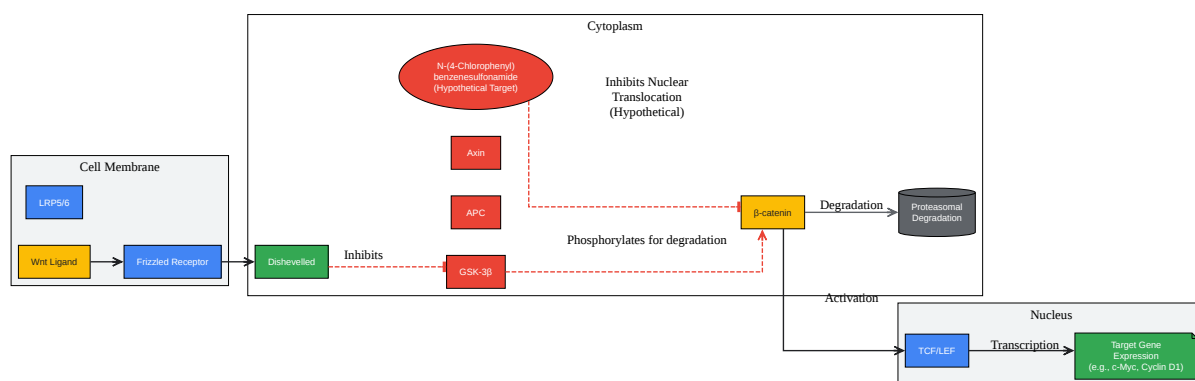 Cytoplasm
N-(4-Chlorophenyl)
benzenesulfonamide
(Hypothetical Target)
Inhibits Nuclear
Translocation
(Hypothetical)
Axin
Cell Membrane
LRP5/6
APC
β-catenin
Degradation
Proteasomal
Degradation
Wnt Ligand
Frizzled Receptor
Dishevelled
Inhibits
GSK-3β
Phosphorylates for degradation
Activation
Nucleus
TCF/LEF
Transcription
Target Gene
Expression
(e.g., c-Myc, Cyclin D1)